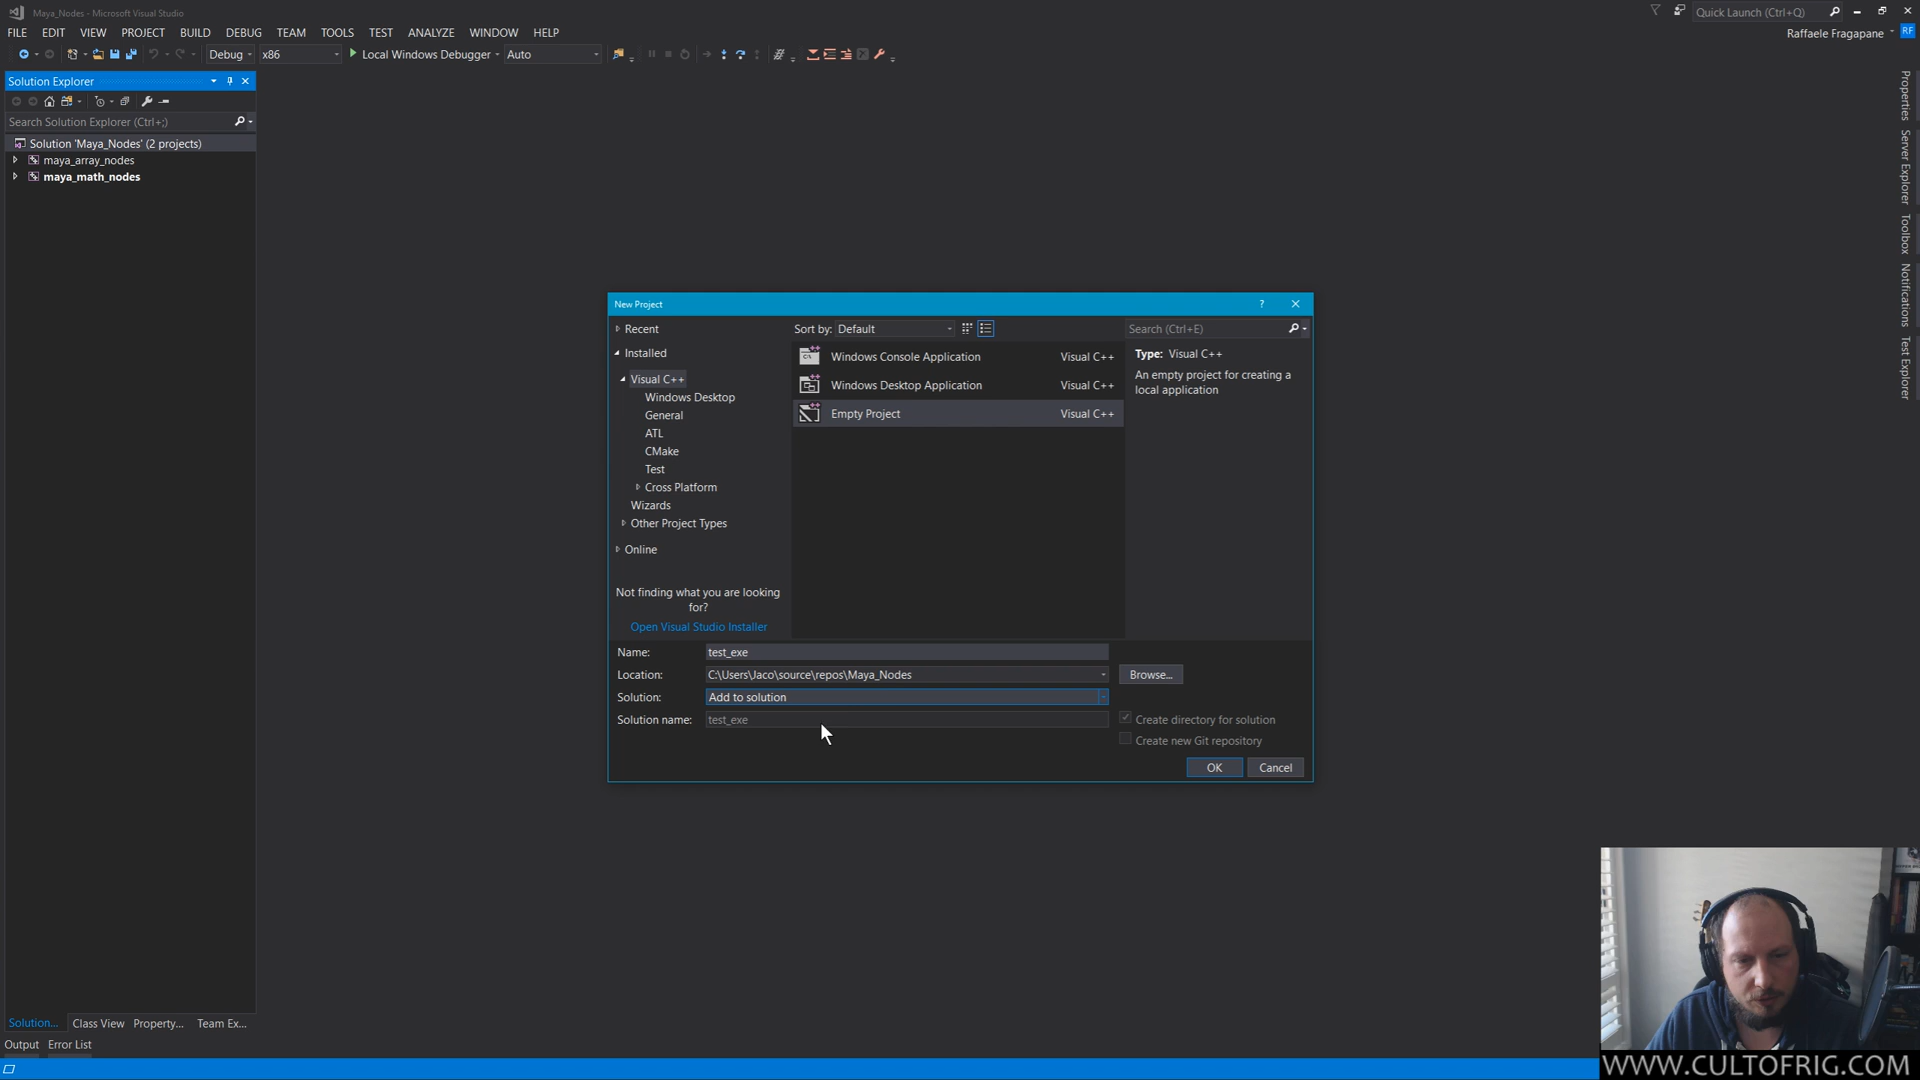 Maya_Nodes - Microsoft Visual Studio
Quick Launch (Ctrl+Q)
FILE EDIT VIEW PROJECT BUILD DEBUG TEAM TOOLS TEST ANALYZE WINDOW HELP
Raffaele Fragapane RF
Debug x86 Local Windows Debugger Auto
Solution Explorer
Search Solution Explorer (Ctrl+;)
Solution 'Maya_Nodes' (2 projects)
maya_array_nodes
maya_math_nodes
Properties
Server Explorer
Toolbox
Notifications
Test Explorer
New Project
Recent
Installed
Visual C++
Windows Desktop
General
ATL
CMake
Test
Cross Platform
Wizards
Other Project Types
Online
Not finding what you are looking
for?
Open Visual Studio Installer
Sort by: Default
Windows Console Application Visual C++
Windows Desktop Application Visual C++
Empty Project Visual C++
Search (Ctrl+E)
Type: Visual C++
An empty project for creating a
local application
Name: test_exe
Location: C:\Users\Jaco\source\repos\Maya_Nodes Browse...
Solution: Add to solution
Solution name: test_exe
Create directory for solution
Create new Git repository
OK Cancel
Solution... Class View Property... Team Ex...
Output Error List
WWW.CULTOFRIG.COM